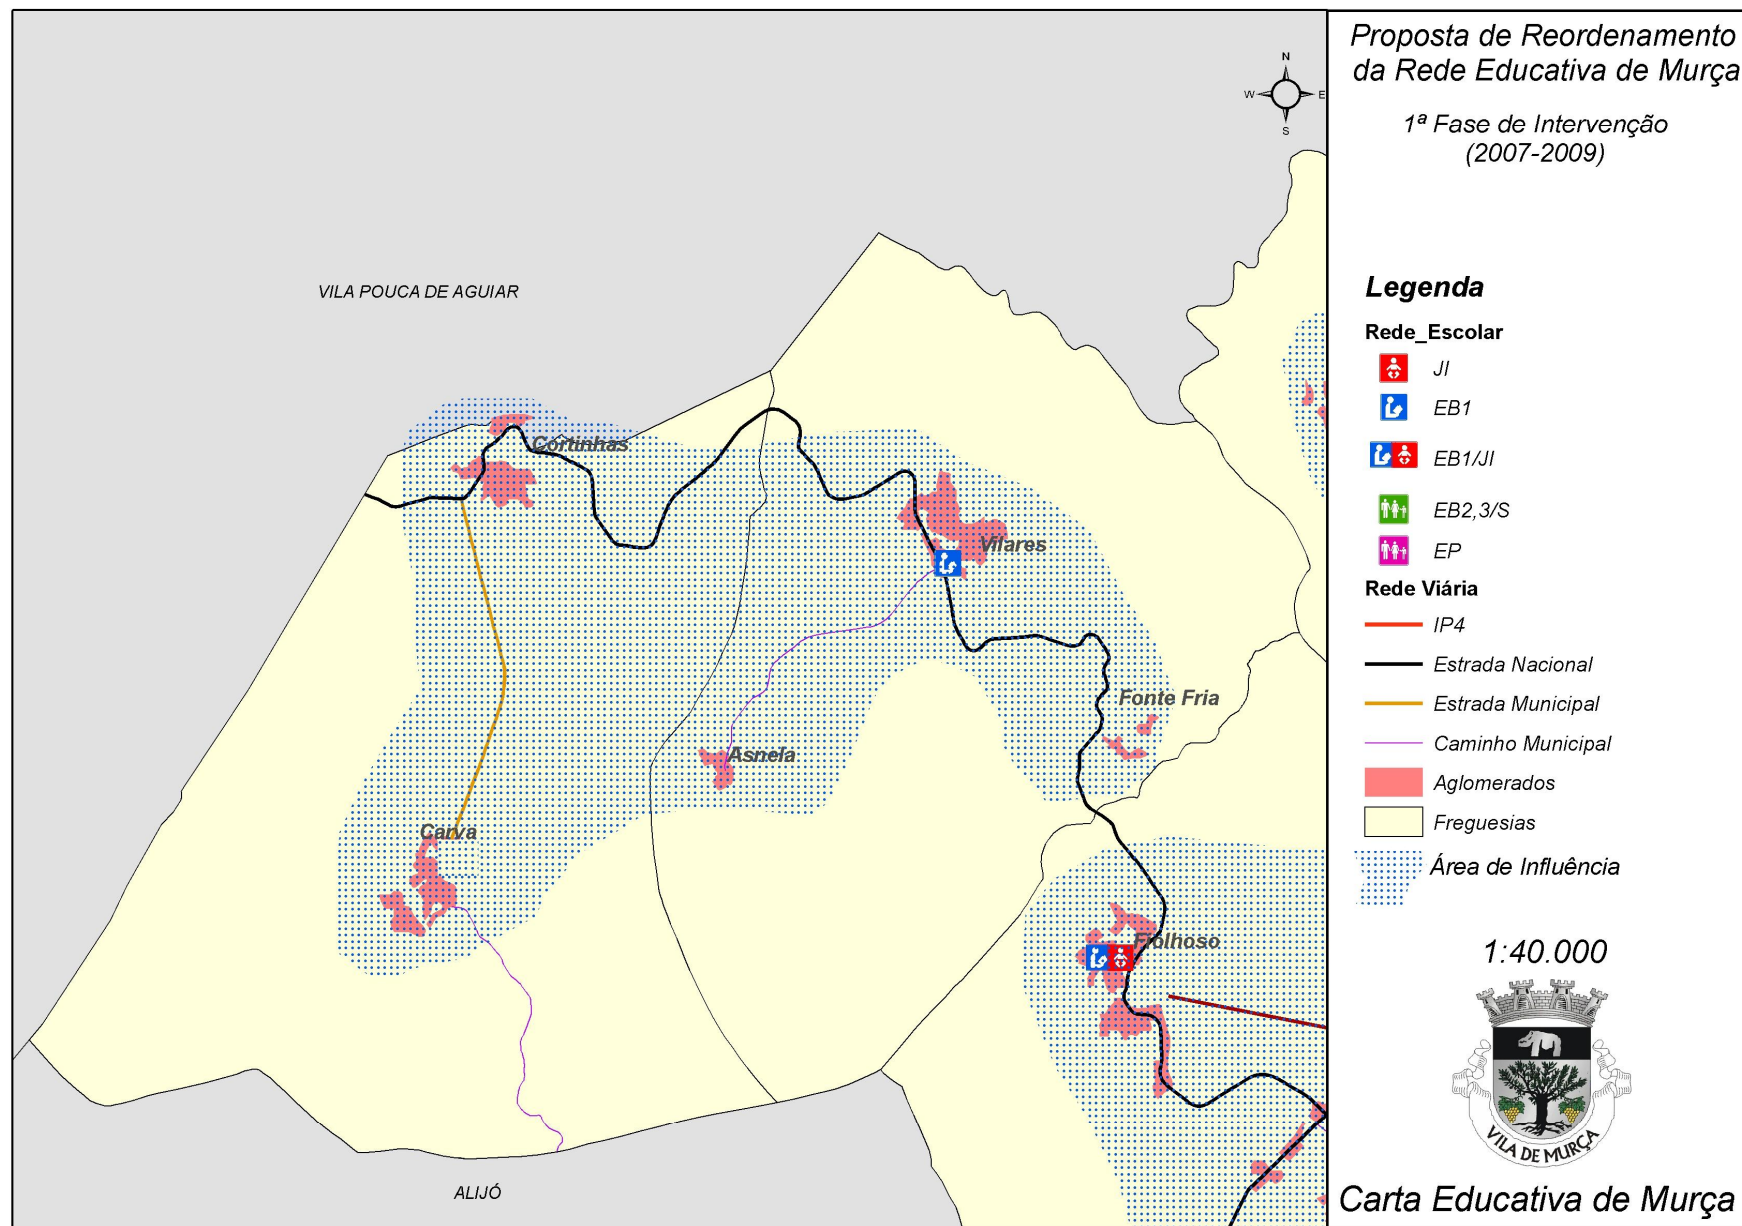 Proposta de Reordenamento
da Rede Educativa de Murça
1ª Fase de Intervenção
(2007-2009)
N
W
E
S
VILA POUCA DE AGUIAR
Cortinhas
Vilares
Fonte Fria
Asnela
Carva
Fiolhoso
ALIJÓ
Legenda
Rede_Escolar
JI
EB1
EB1/JI
EB2,3/S
EP
Rede Viária
IP4
Estrada Nacional
Estrada Municipal
Caminho Municipal
Aglomerados
Freguesias
Área de Influência
1:40.000
VILA DE MURÇA
Carta Educativa de Murça